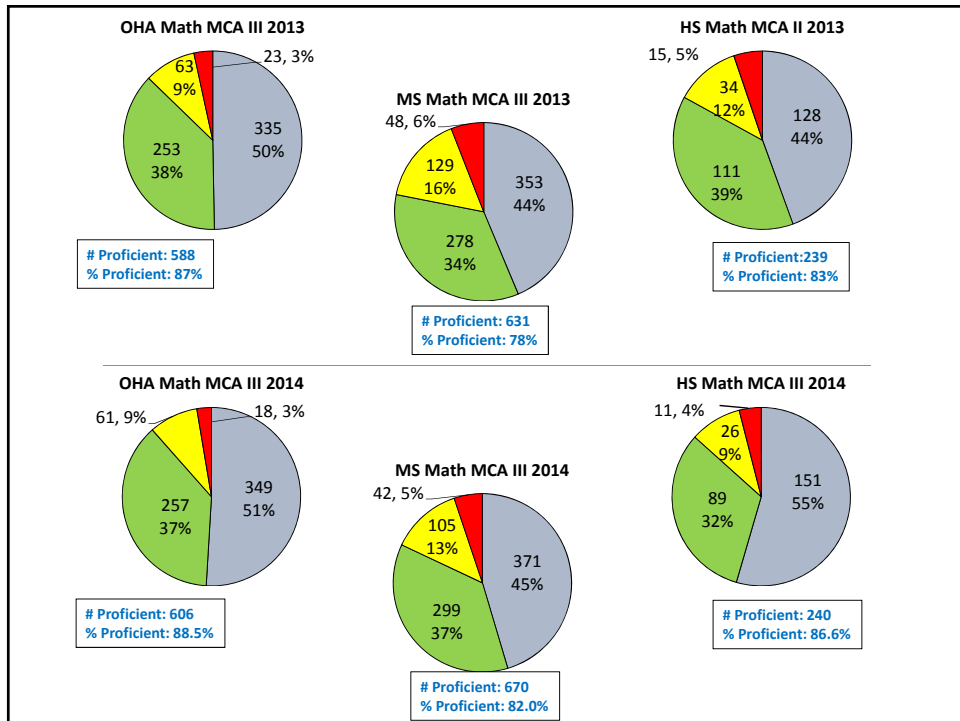 OHA Math MCA III 2013
23, 3%
63
9%
335
50%
253
38%
# Proficient: 588
% Proficient: 87%
MS Math MCA III 2013
48, 6%
129
16%
353
44%
278
34%
# Proficient: 631
% Proficient: 78%
HS Math MCA II 2013
15, 5%
34
12%
128
44%
111
39%
# Proficient:239
% Proficient: 83%
OHA Math MCA III 2014
61, 9%
18, 3%
349
51%
257
37%
# Proficient: 606
% Proficient: 88.5%
MS Math MCA III 2014
42, 5%
105
13%
371
45%
299
37%
# Proficient: 670
% Proficient: 82.0%
HS Math MCA III 2014
11, 4%
26
9%
151
55%
89
32%
# Proficient: 240
% Proficient: 86.6%